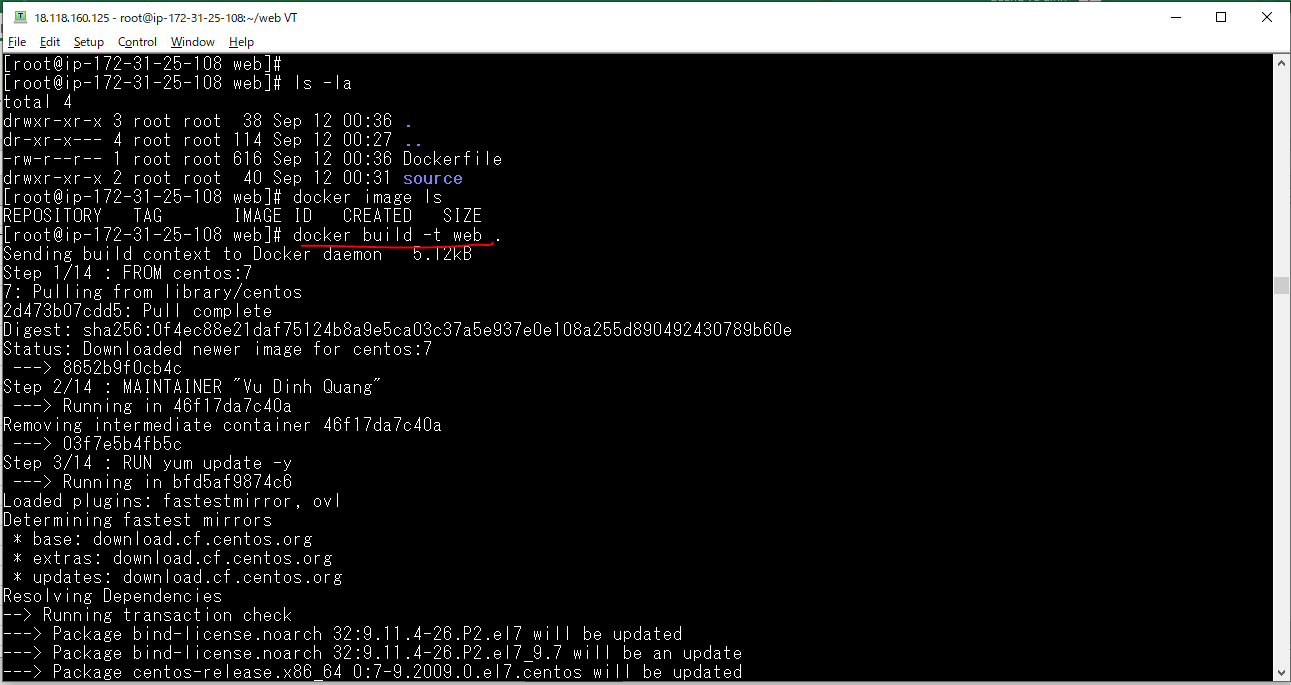 18.118.160.125 - root@ip-172-31-25-108:~/web VT
File Edit Setup Control Window Help
[root@ip-172-31-25-108 web]#
[root@ip-172-31-25-108 web]# ls -la
total 4
drwxr-xr-x 3 root root  38 Sep 12 00:36 .
dr-xr-x--- 4 root root 114 Sep 12 00:27 ..
-rw-r--r-- 1 root root 616 Sep 12 00:36 Dockerfile
drwxr-xr-x 2 root root  40 Sep 12 00:31 source
[root@ip-172-31-25-108 web]# docker image ls
REPOSITORY   TAG       IMAGE ID   CREATED   SIZE
[root@ip-172-31-25-108 web]# docker build -t web .
Sending build context to Docker daemon   5.12kB
Step 1/14 : FROM centos:7
7: Pulling from library/centos
2d473b07cdd5: Pull complete
Digest: sha256:0f4ec88e21daf75124b8a9e5ca03c37a5e937e0e108a255d890492430789b60e
Status: Downloaded newer image for centos:7
 ---> 8652b9f0cb4c
Step 2/14 : MAINTAINER "Vu Dinh Quang"
 ---> Running in 46f17da7c40a
Removing intermediate container 46f17da7c40a
 ---> 03f7e5b4fb5c
Step 3/14 : RUN yum update -y
 ---> Running in bfd5af9874c6
Loaded plugins: fastestmirror, ovl
Determining fastest mirrors
 * base: download.cf.centos.org
 * extras: download.cf.centos.org
 * updates: download.cf.centos.org
Resolving Dependencies
--> Running transaction check
---> Package bind-license.noarch 32:9.11.4-26.P2.el7 will be updated
---> Package bind-license.noarch 32:9.11.4-26.P2.el7_9.7 will be an update
---> Package centos-release.x86_64 0:7-9.2009.0.el7.centos will be updated